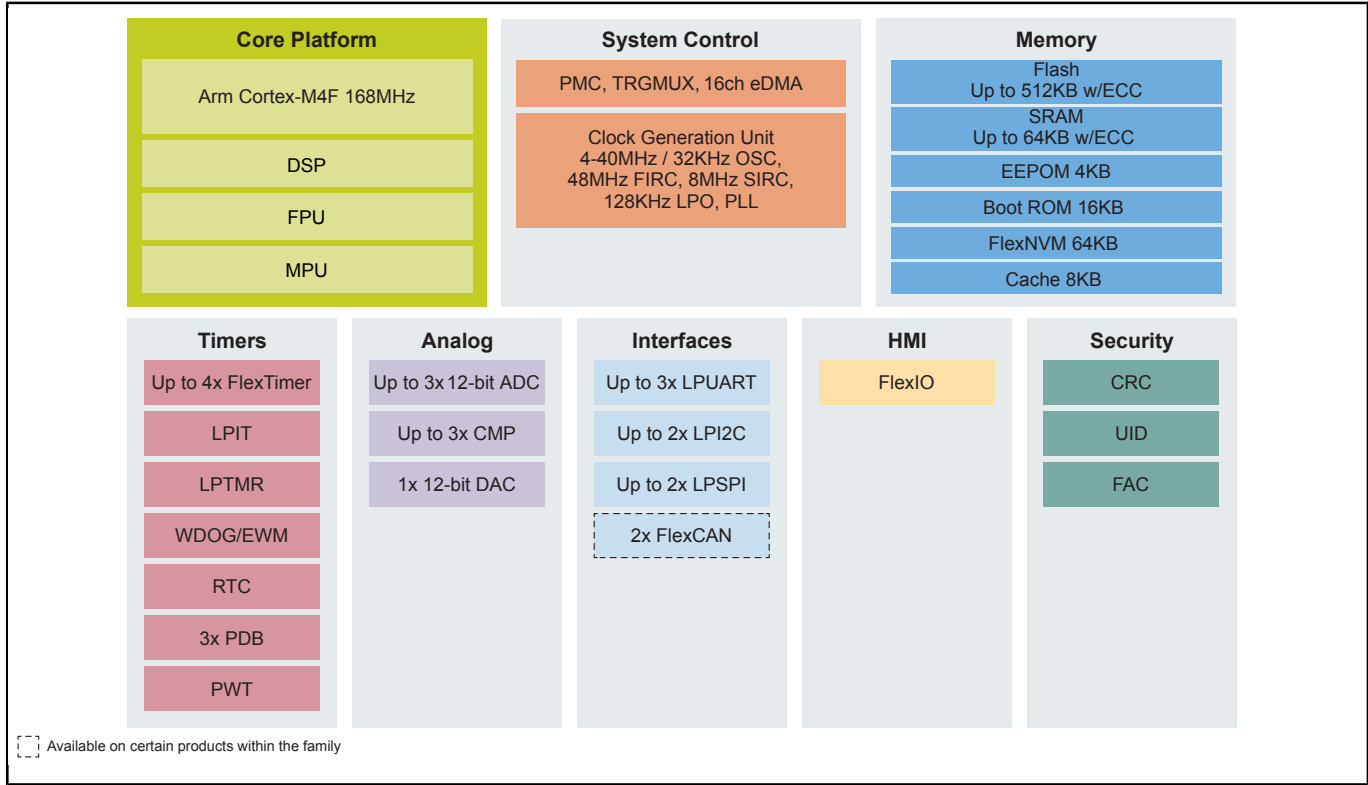 Core Platform
Arm Cortex-M4F 168MHz
DSP
FPU
MPU
System Control
PMC, TRGMUX, 16ch eDMA
Clock Generation Unit
4-40MHz / 32KHz OSC,
48MHz FIRC, 8MHz SIRC,
128KHz LPO, PLL
Memory
Flash
Up to 512KB w/ECC
SRAM
Up to 64KB w/ECC
EEPOM 4KB
Boot ROM 16KB
FlexNVM 64KB
Cache 8KB
Timers
Up to 4x FlexTimer
LPIT
LPTMR
WDOG/EWM
RTC
3x PDB
PWT
Analog
Up to 3x 12-bit ADC
Up to 3x CMP
1x 12-bit DAC
Interfaces
Up to 3x LPUART
Up to 2x LPI2C
Up to 2x LPSPI
2x FlexCAN
HMI
FlexIO
Security
CRC
UID
FAC
Available on certain products within the family